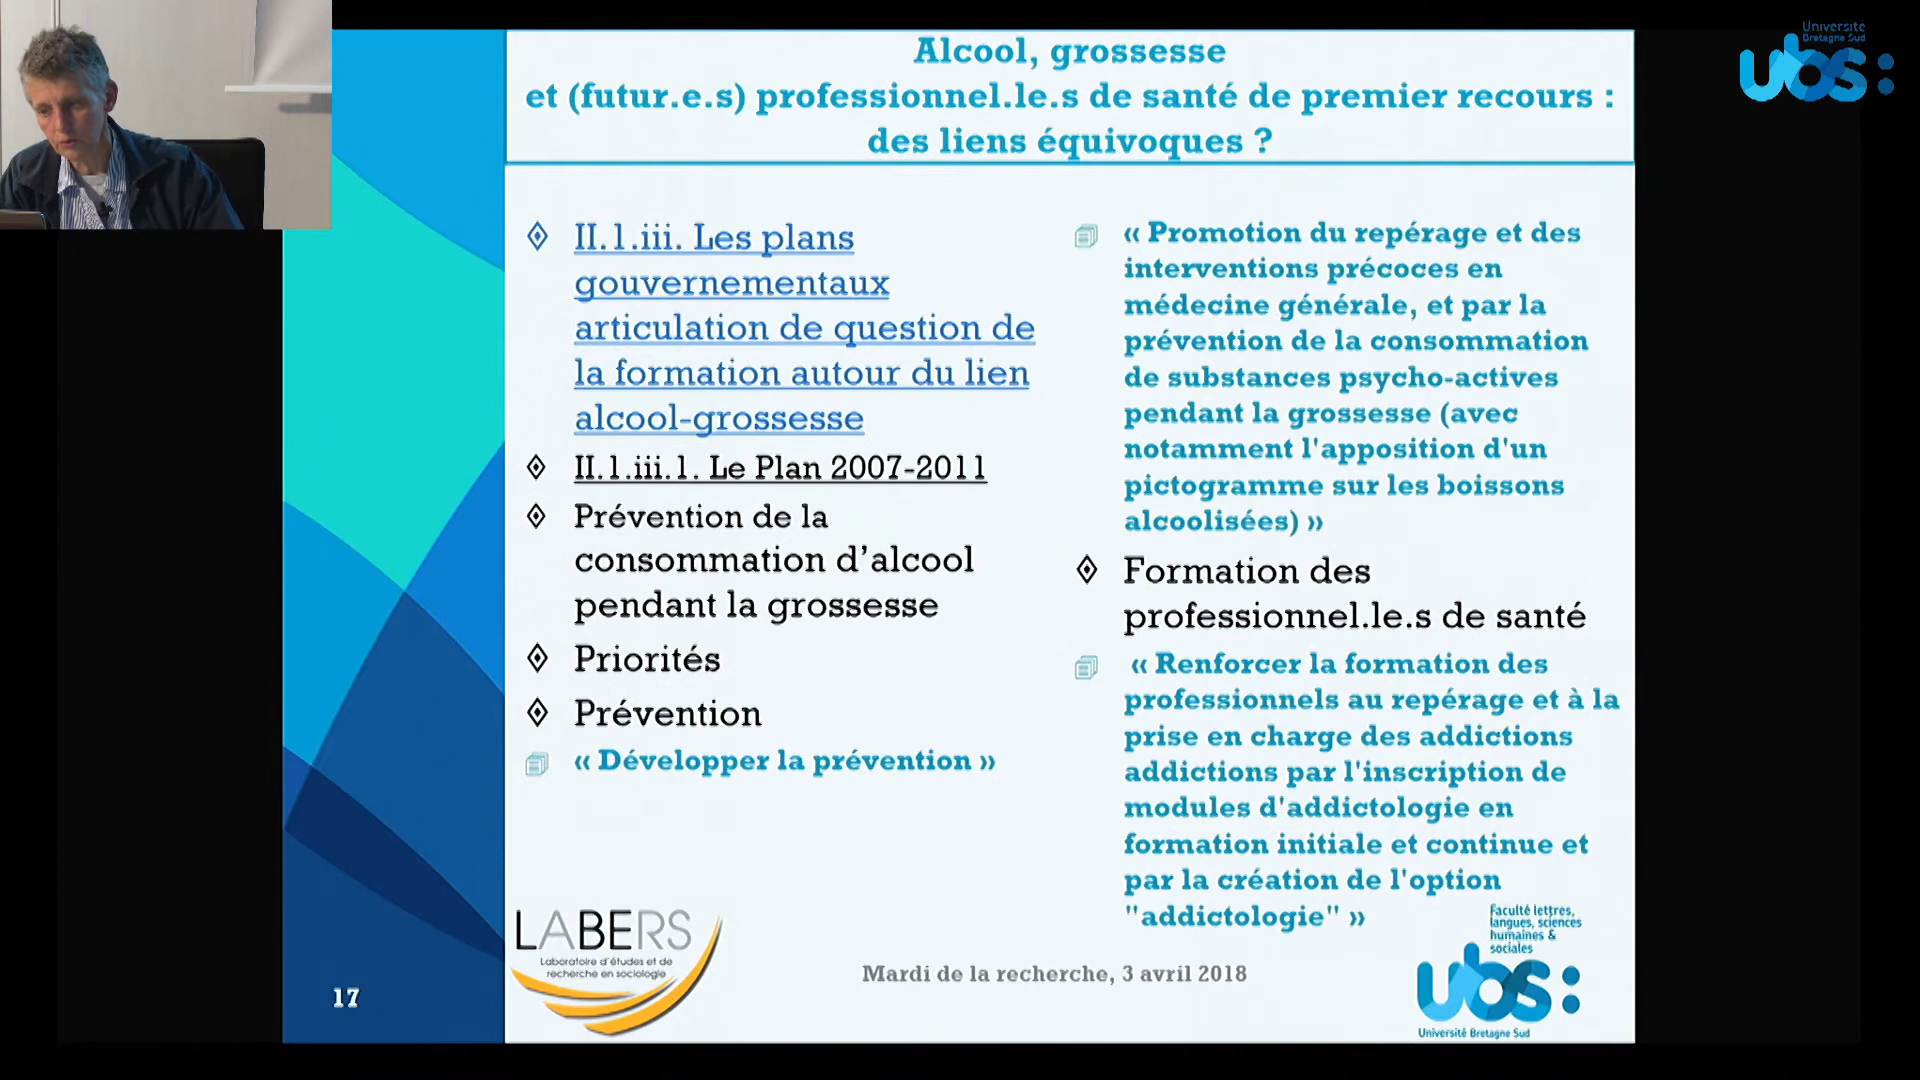 Alcool, grossesse
et (futur.e.s) professionnel.le.s de santé de premier recours :
des liens équivoques ?
Université
Bretagne Sud
ubs:
II.1.iii. Les plans
gouvernementaux
articulation de question de
la formation autour du lien
alcool-grossesse
II.1.iii.1. Le Plan 2007-2011
Prévention de la
consommation d’alcool
pendant la grossesse
Priorités
Prévention
« Développer la prévention »
« Promotion du repérage et des
interventions précoces en
médecine générale, et par la
prévention de la consommation
de substances psycho-actives
pendant la grossesse (avec
notamment l'apposition d'un
pictogramme sur les boissons
alcoolisées) »
Formation des
professionnel.le.s de santé
« Renforcer la formation des
professionnels au repérage et à la
prise en charge des addictions
addictions par l'inscription de
modules d'addictologie en
formation initiale et continue et
par la création de l'option
"addictologie" »
LABERS
Laboratoire d'études et de
recherche en sociologie
17
Mardi de la recherche, 3 avril 2018
Faculté lettres,
langues, sciences
humaines &
sociales
ubs:
Université Bretagne Sud